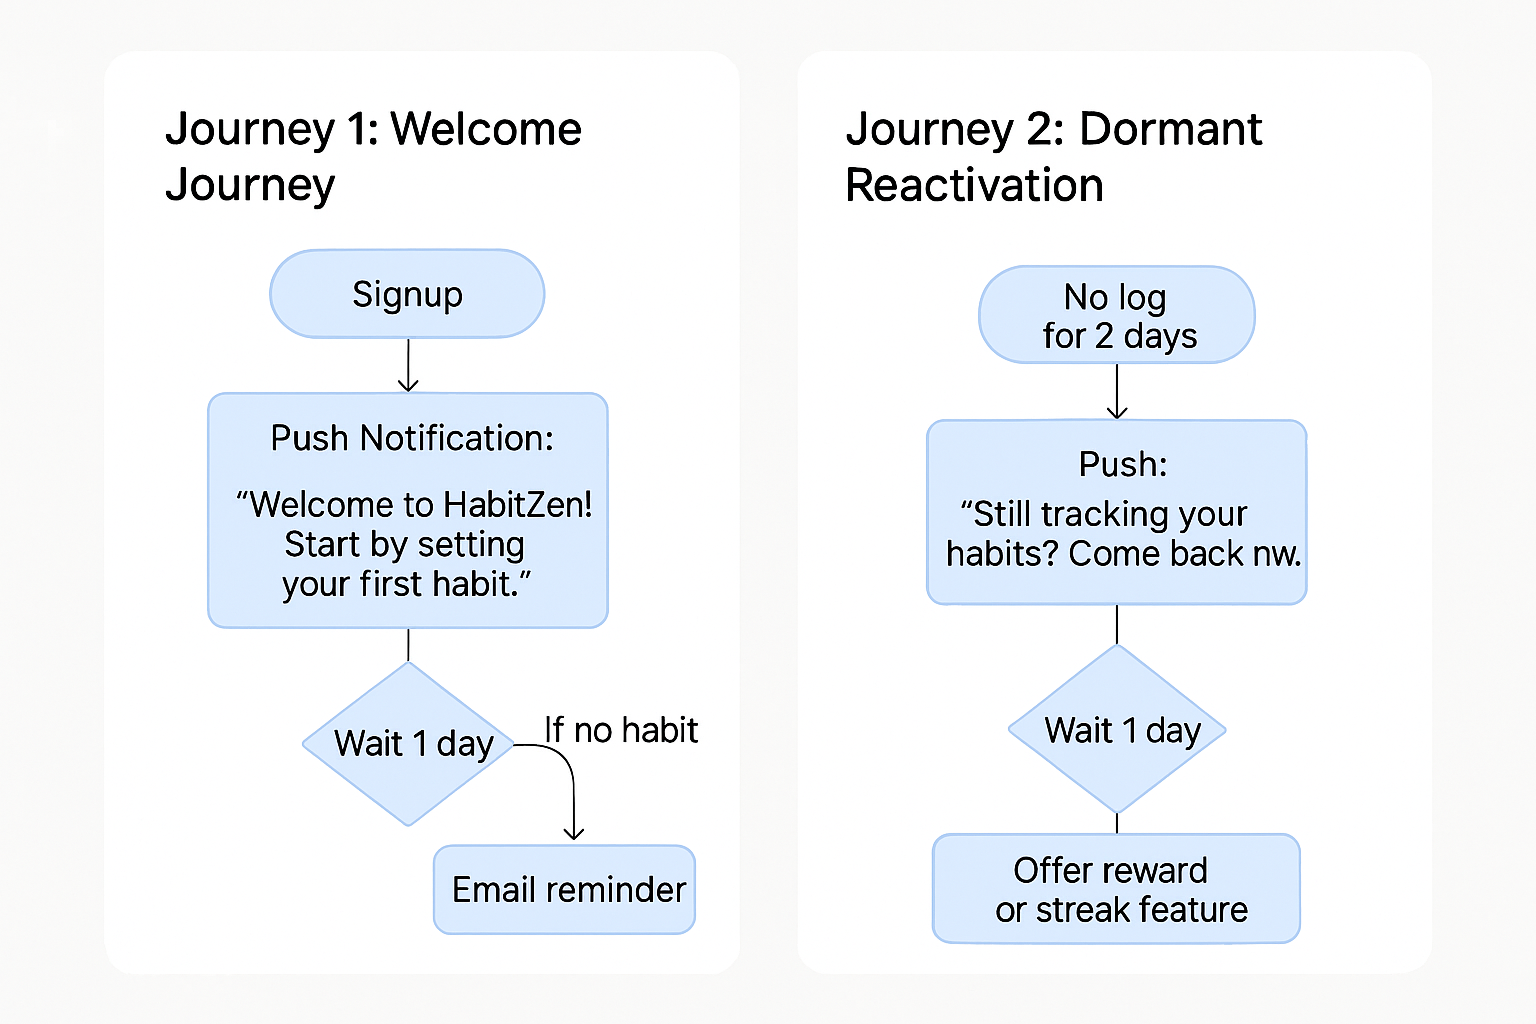 Journey 1: Welcome
Journey
Signup
Push Notification:
“Welcome to HabitZen!
Start by setting
your first habit.”
Wait 1 day
If no habit
Email reminder
Journey 2: Dormant
Reactivation
No log
for 2 days
Push:
“Still tracking your
habits? Come back nw.
Wait 1 day
Offer reward
or streak feature